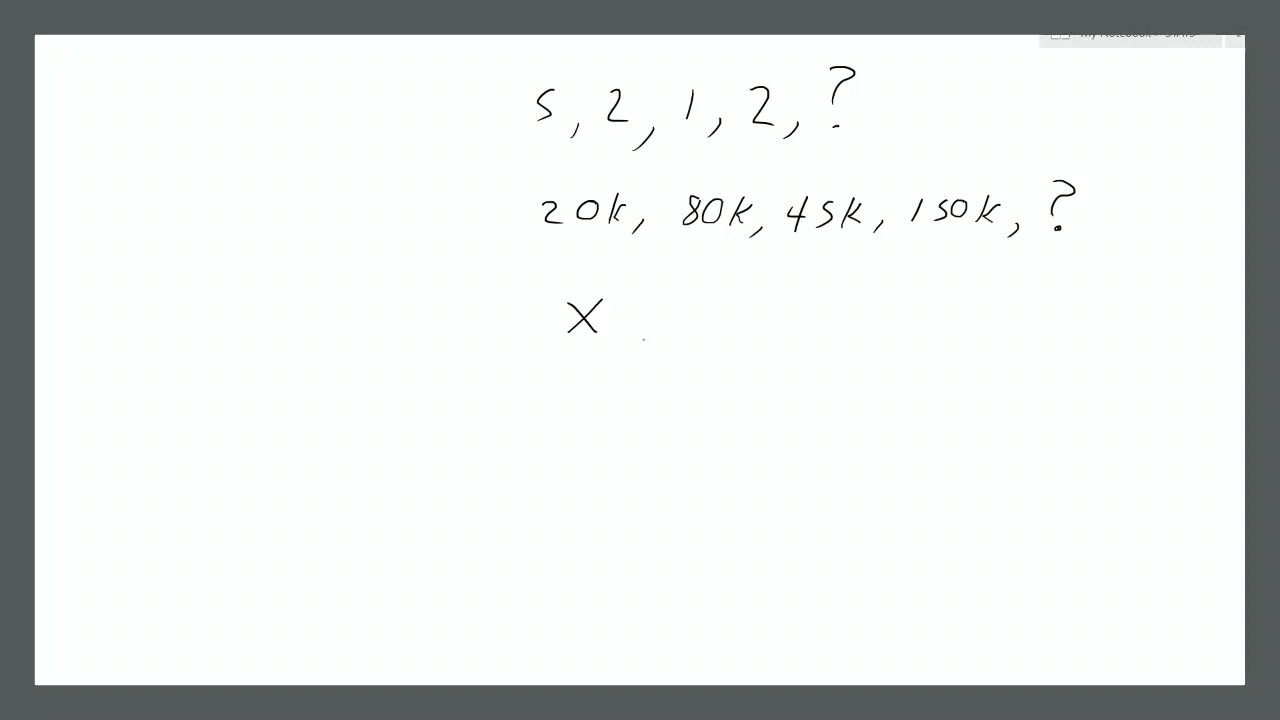 5, 2, 1, 2, ?
20k, 80k, 45k, 150k, ?
X